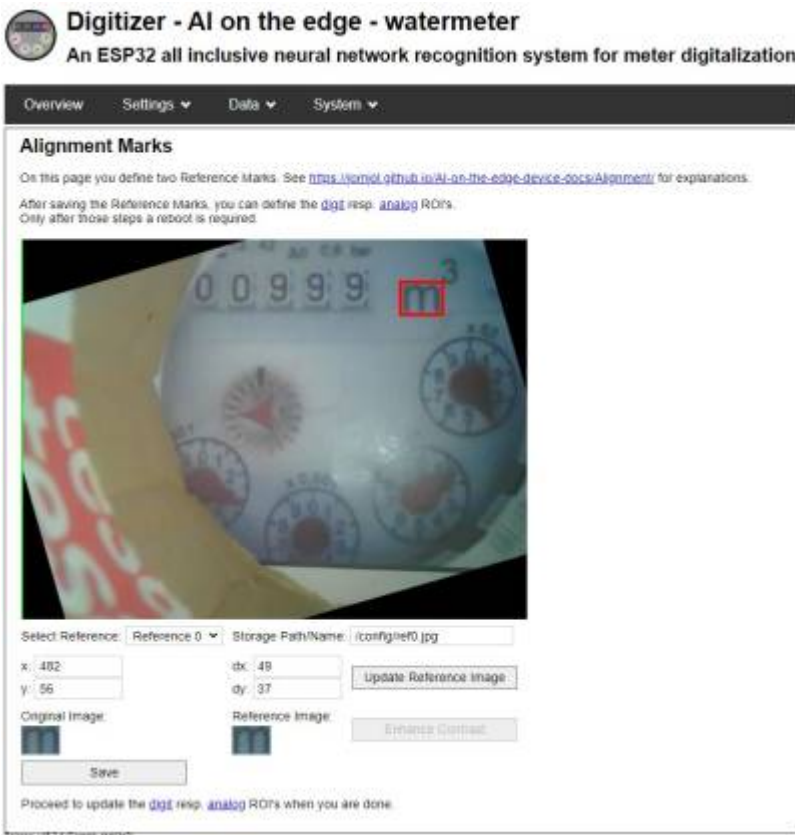 Digitizer - AI on the edge - watermeter
An ESP32 all inclusive neural network recognition system for meter digitalization
Overview Settings Data System
Alignment Marks
On this page you define two Reference Marks. See https://jomjol.github.io/AI-on-the-edge-device-docs/Alignment/ for explanations.
After saving the Reference Marks, you can define the digit resp. analog ROI's.
Only after those steps a reboot is required.
0 0 9 9 9 m3
Select Reference: Reference 0 Storage Path/Name: /config/ref0.jpg
x: 482 dx: 49 Update Reference Image
y: 56 dy: 37
Original Image: Reference Image: Enhance Contrast
m m
Save
Proceed to update the digit resp. analog ROI's when you are done.